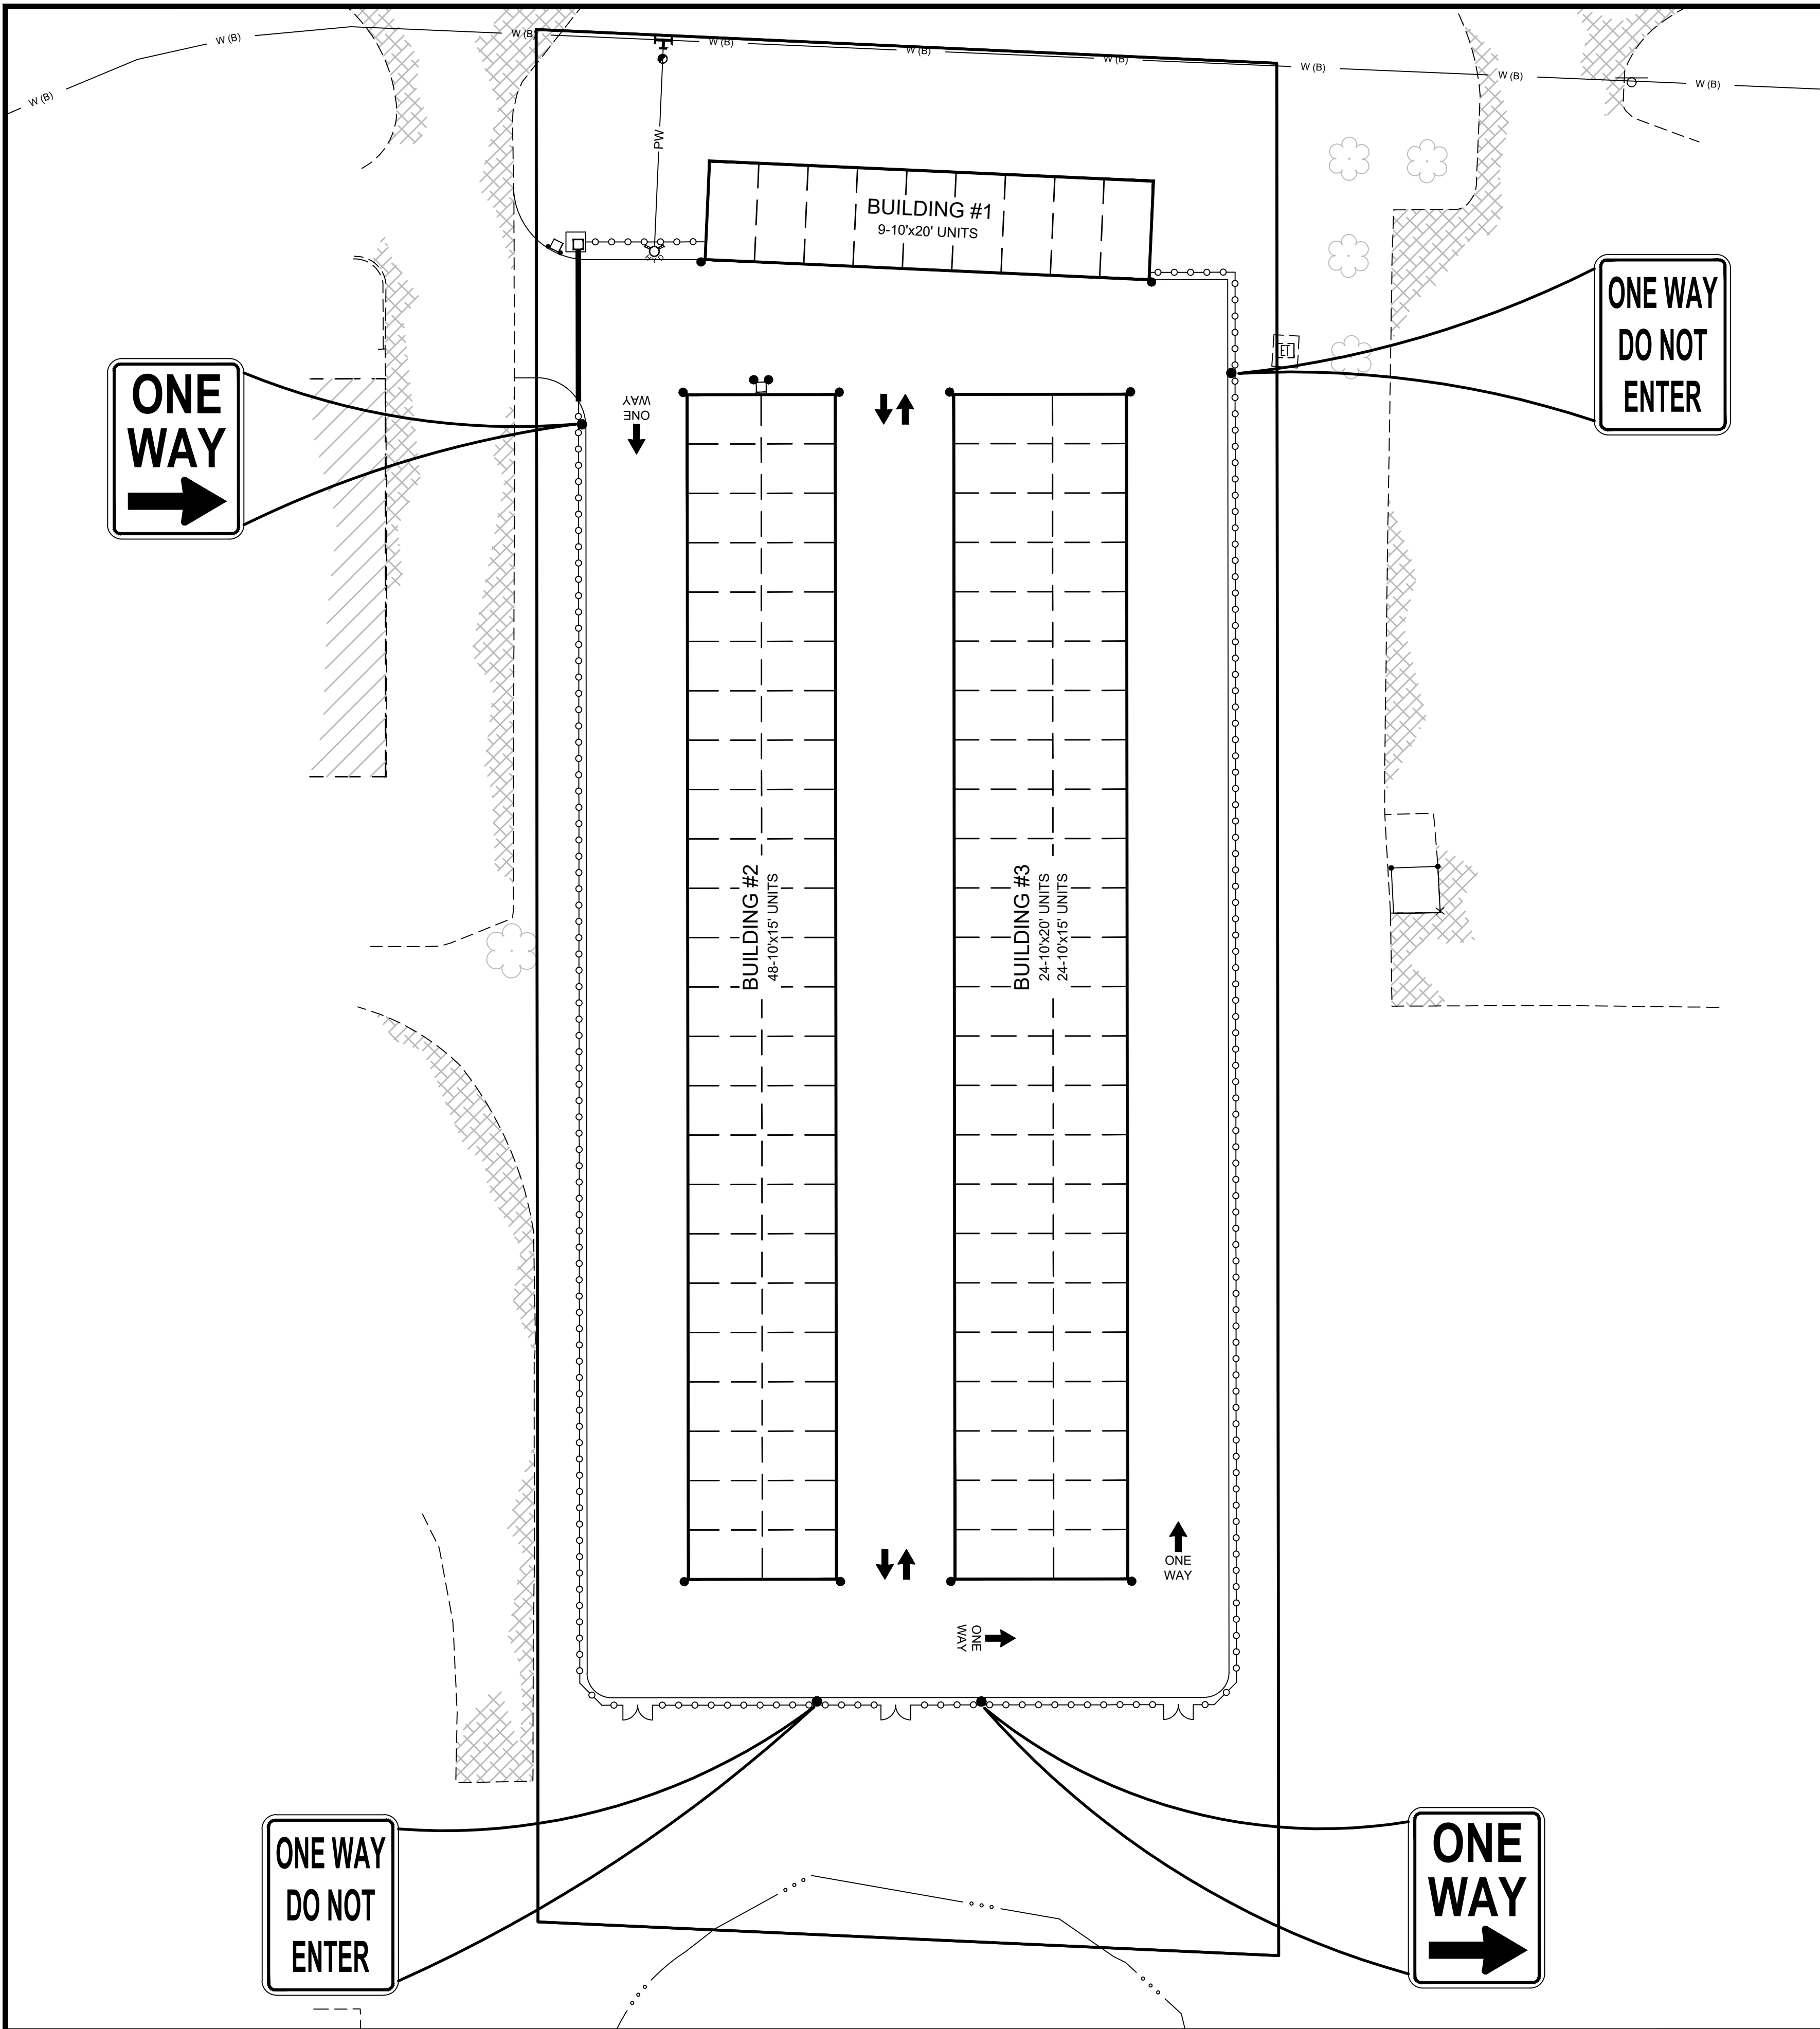 W (B)
W (B)
W (B)
W (B)
W (B)
W (B)
W (B)
W (B)
W (B)
PW
BUILDING #1
9-10'x20' UNITS
HYD
ONE WAY
DO NOT
ENTER
ET
ONE
WAY
ONE
WAY
BUILDING #2
48-10'x15' UNITS
BUILDING #3
24-10'x20' UNITS
24-10'x15' UNITS
ONE
WAY
ONE
WAY
ONE WAY
DO NOT
ENTER
ONE
WAY